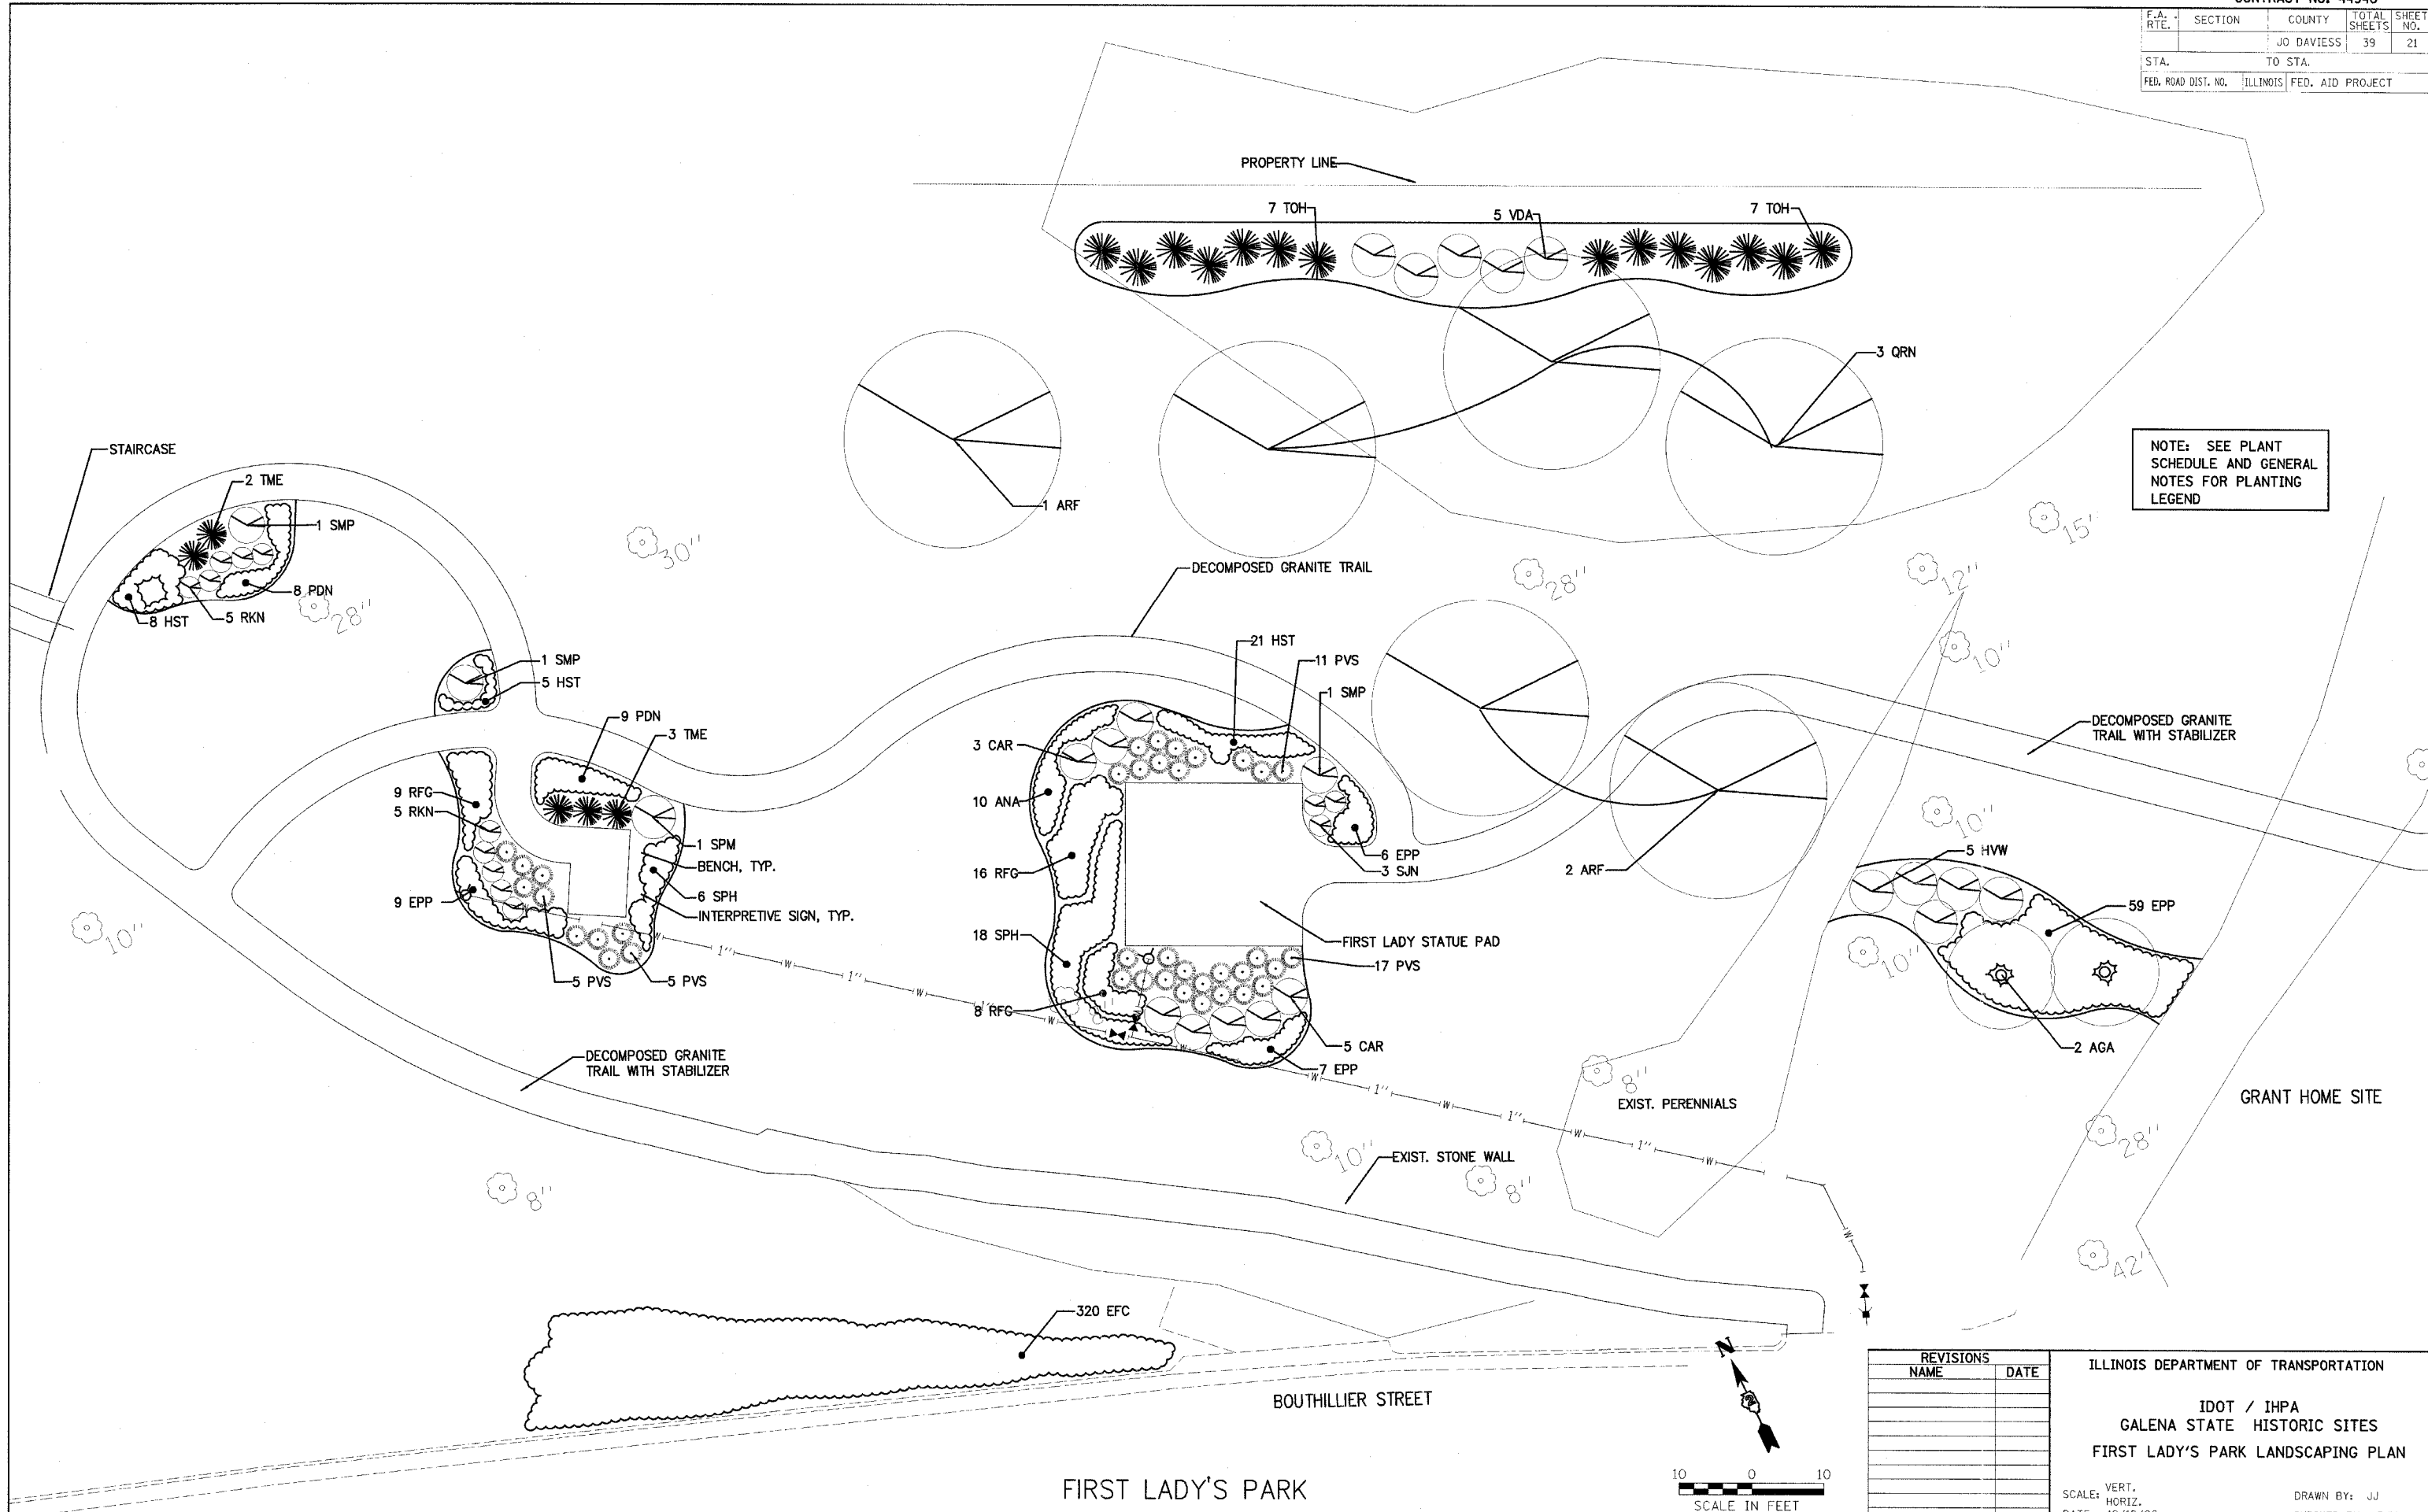 F.A. RTE.
SECTION
COUNTY
TOTAL SHEETS
SHEET NO.
JO DAVIESS
39
21
STA.
TO STA.
FED. ROAD DIST. NO.
ILLINOIS
FED. AID PROJECT
PROPERTY LINE
7 TOH
5 VDA
7 TOH
3 QRN
1 ARF
NOTE: SEE PLANT
SCHEDULE AND GENERAL
NOTES FOR PLANTING
LEGEND
STAIRCASE
2 TME
1 SMP
8 PDN
5 RKN
8 HST
28"
30"
28"
15"
12"
10"
DECOMPOSED GRANITE TRAIL
1 SMP
5 HST
9 PDN
3 TME
9 RFG
5 RKN
9 EPP
1 SPM
BENCH, TYP.
6 SPH
INTERPRETIVE SIGN, TYP.
5 PVS
5 PVS
10"
21 HST
11 PVS
1 SMP
3 CAR
10 ANA
16 RFG
18 SPH
8 RFG
6 EPP
3 SJN
FIRST LADY STATUE PAD
17 PVS
5 CAR
7 EPP
2 ARF
DECOMPOSED GRANITE
TRAIL WITH STABILIZER
10"
5 HVW
59 EPP
10"
2 AGA
W 1" W 1" W 1" W W
W 1" W 1" W 1" W
W
DECOMPOSED GRANITE
TRAIL WITH STABILIZER
8"
EXIST. PERENNIALS
GRANT HOME SITE
10"
EXIST. STONE WALL
8"
28"
8"
42"
320 EFC
BOUTHILLIER STREET
N
FIRST LADY'S PARK
10 0 10
SCALE IN FEET
REVISIONS
NAME
DATE
ILLINOIS DEPARTMENT OF TRANSPORTATION
IDOT / IHPA
GALENA STATE HISTORIC SITES
FIRST LADY'S PARK LANDSCAPING PLAN
SCALE: VERT.
HORIZ.
DRAWN BY: JJ